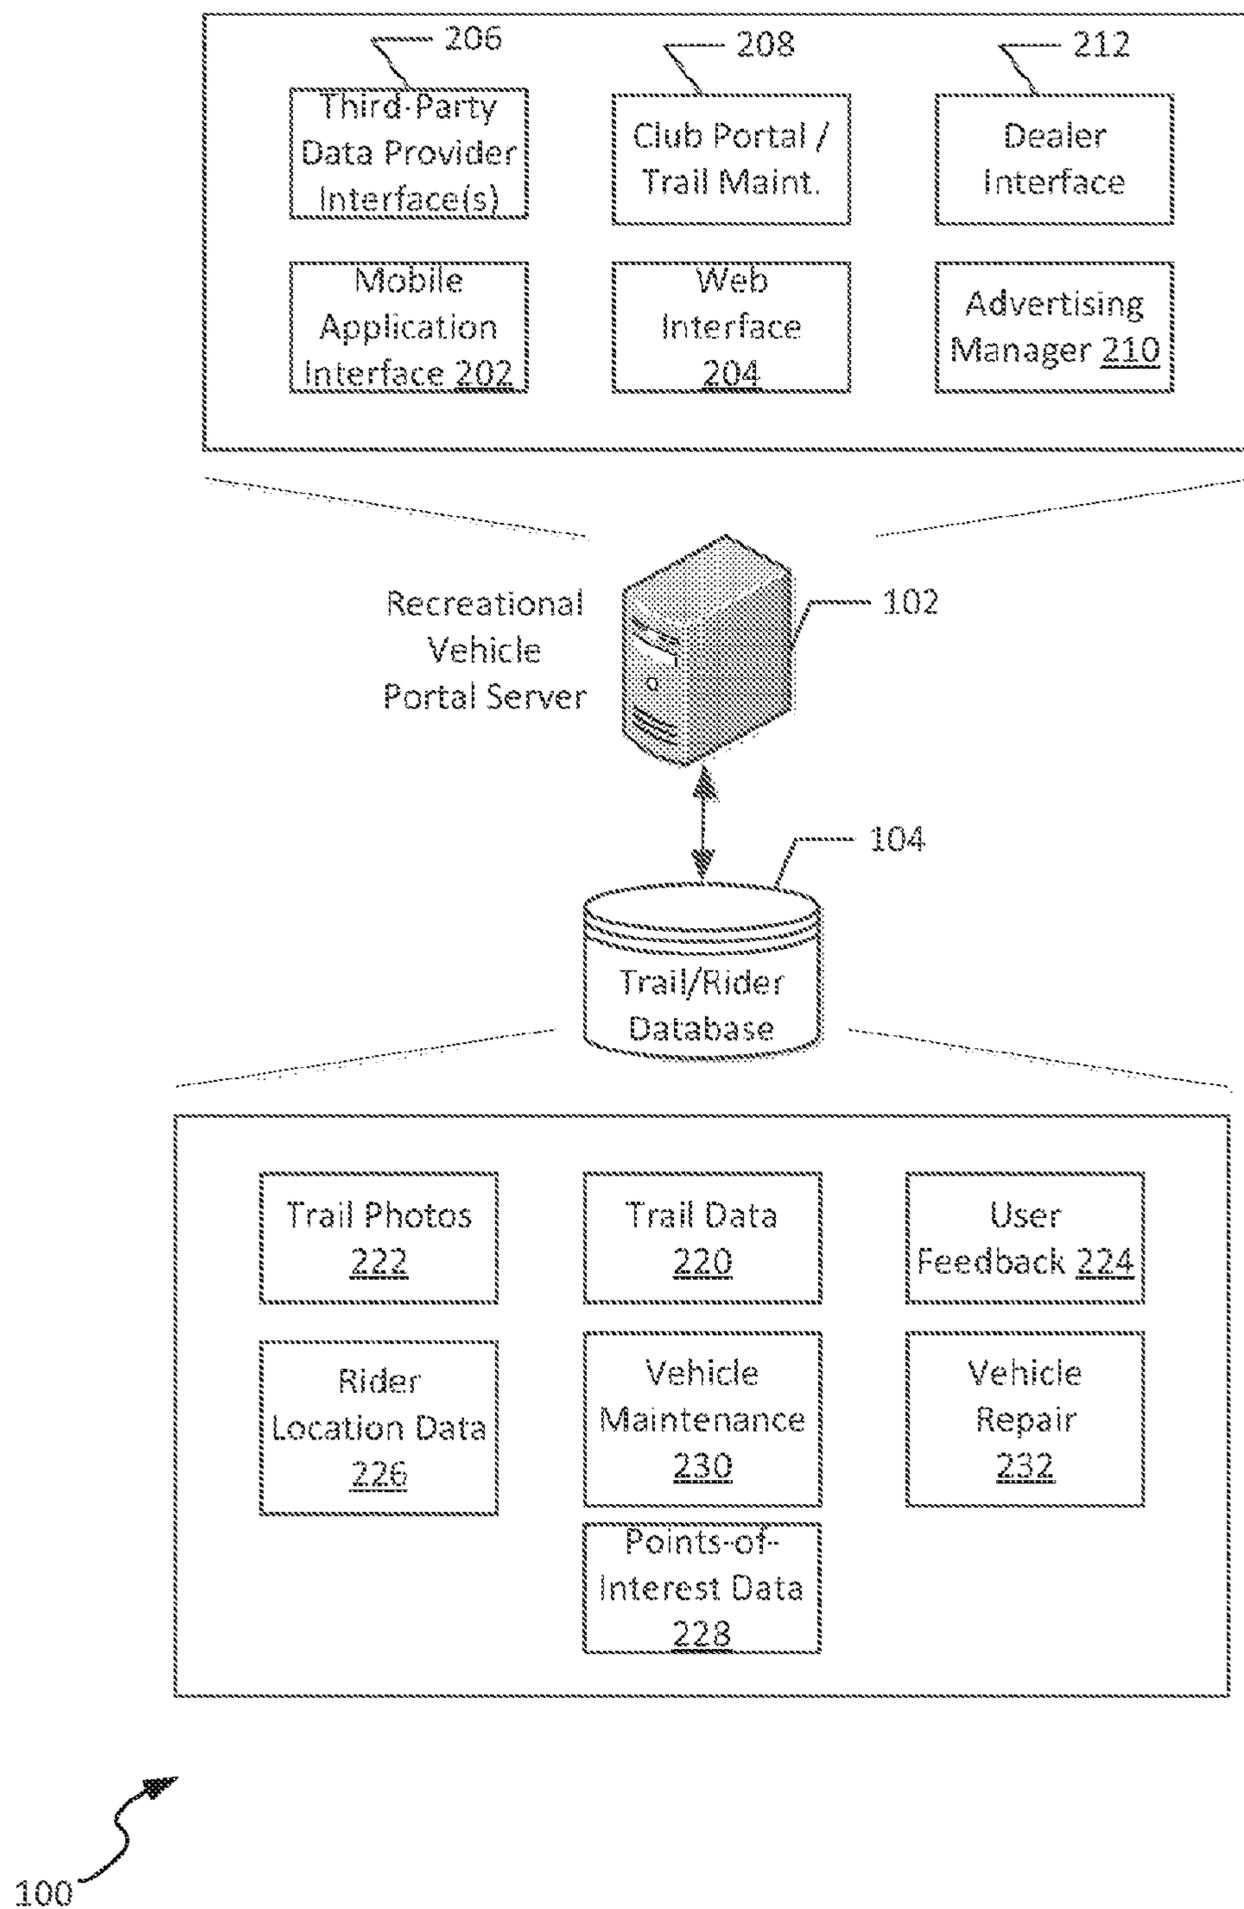 206
208
212
Third-Party
Data Provider
Interface(s)
Club Portal /
Trail Maint.
Dealer
Interface
Mobile
Application
Interface 202
Web
Interface
204
Advertising
Manager 210
Recreational
Vehicle
Portal Server
102
104
Trail/Rider
Database
Trail Photos
222
Trail Data
220
User
Feedback 224
Rider
Location Data
226
Vehicle
Maintenance
230
Vehicle
Repair
232
Points-of-
Interest Data
228
100